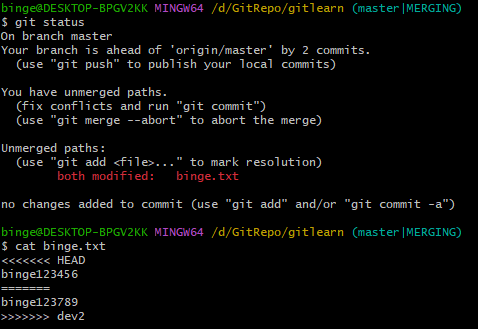 binge@DESKTOP-BPGV2KK MINGW64 /d/GitRepo/gitlearn (master|MERGING)
$ git status
On branch master
Your branch is ahead of 'origin/master' by 2 commits.
  (use "git push" to publish your local commits)

You have unmerged paths.
  (fix conflicts and run "git commit")
  (use "git merge --abort" to abort the merge)

Unmerged paths:
  (use "git add <file>..." to mark resolution)
        both modified:   binge.txt

no changes added to commit (use "git add" and/or "git commit -a")

binge@DESKTOP-BPGV2KK MINGW64 /d/GitRepo/gitlearn (master|MERGING)
$ cat binge.txt
<<<<<<< HEAD
binge123456
=======
binge123789
>>>>>>> dev2